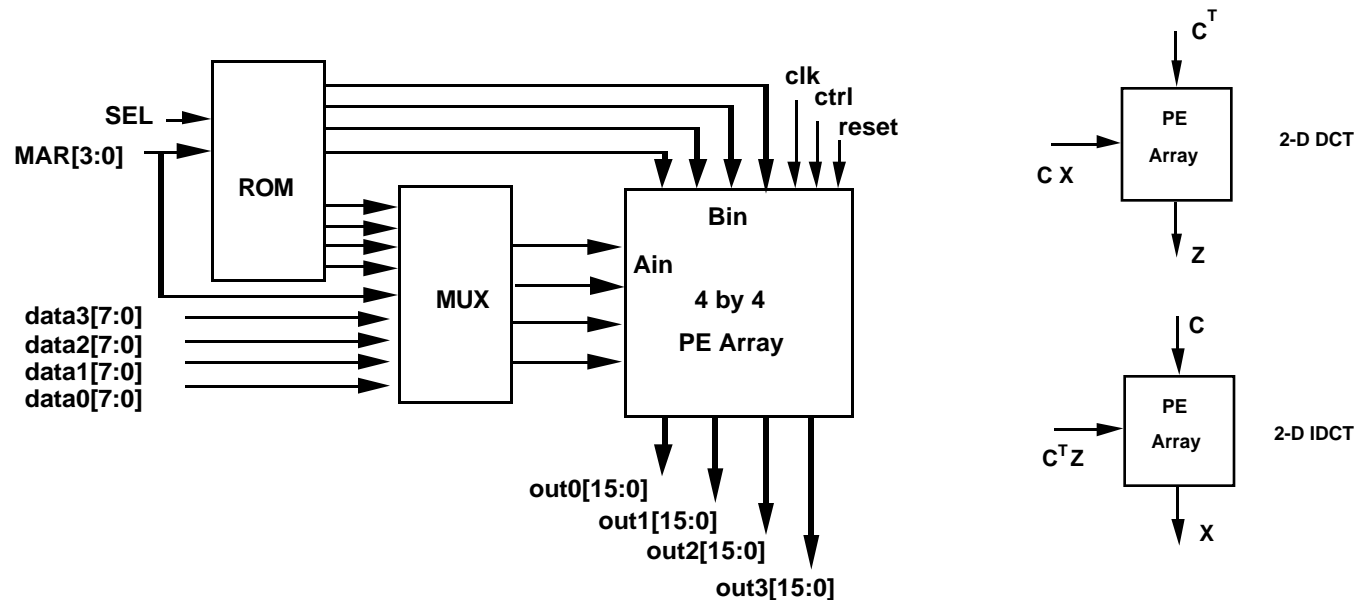 SEL
MAR[3:0]
ROM
data3[7:0]
data2[7:0]
data1[7:0]
data0[7:0]
MUX
clk
ctrl
reset
Bin
Ain
4 by 4
PE Array
out0[15:0]
out1[15:0]
out2[15:0]
out3[15:0]
C^T
PE
Array
2-D DCT
C X
Z
C
PE
Array
2-D IDCT
C^T Z
X